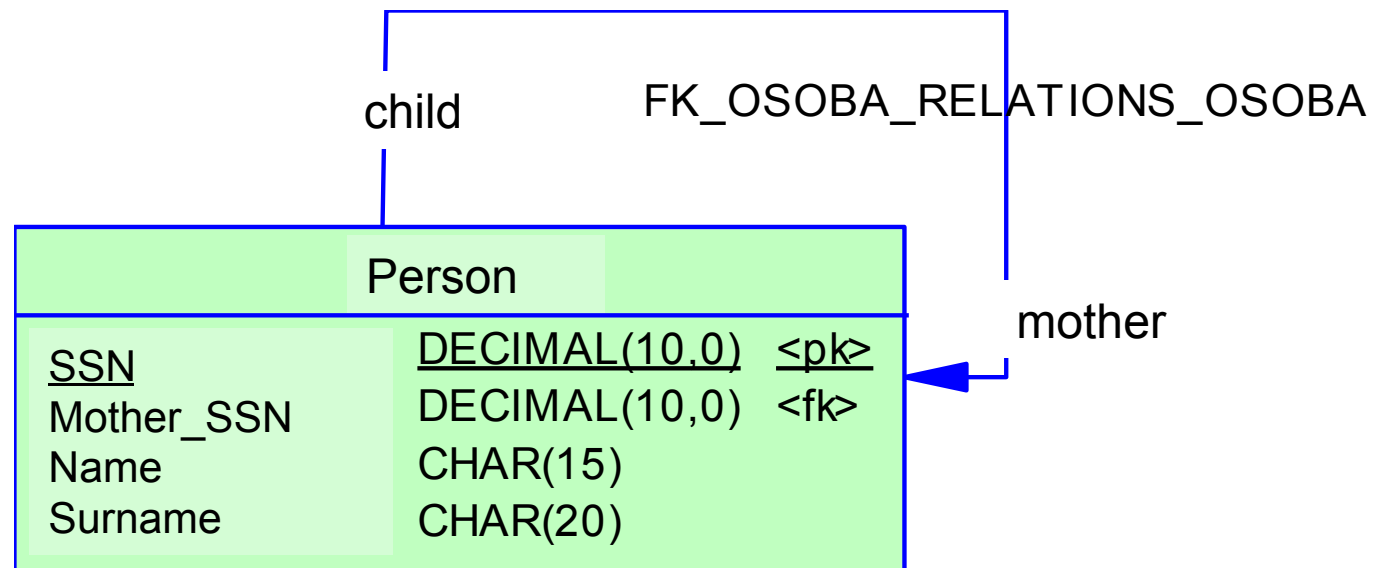 child FK_OSOBA_RELATIONS_OSOBA
Person
mother
SSN DECIMAL(10,0) <pk>
Mother_SSN DECIMAL(10,0) <fk>
Name CHAR(15)
Surname CHAR(20)